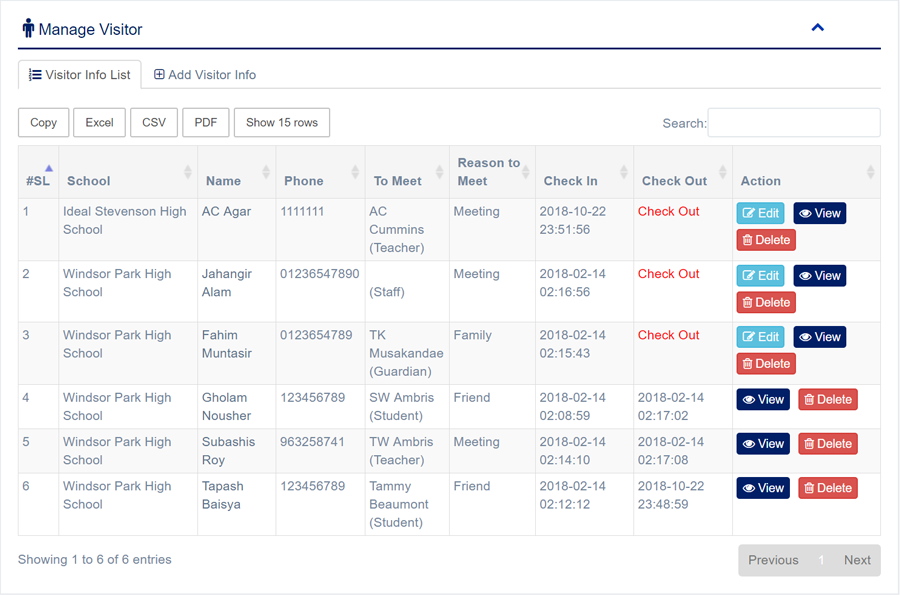 Manage Visitor
Visitor Info List
Add Visitor Info
Copy
Excel
CSV
PDF
Show 15 rows
Search:
#SL School Name Phone To Meet Reason to Meet Check In Check Out Action
1 Ideal Stevenson High AC Agar 1111111 AC Meeting 2018-10-22 Check Out Edit View
School Cummins 23:51:56 Delete
(Teacher)
2 Windsor Park High Jahangir 01236547890 Meeting 2018-02-14 Check Out Edit View
School Alam (Staff) 02:16:56 Delete
3 Windsor Park High Fahim 0123654789 TK Family 2018-02-14 Check Out Edit View
School Muntasir Musakandae 02:15:43 Delete
(Guardian)
4 Windsor Park High Gholam 123456789 SW Ambris Friend 2018-02-14 2018-02-14 View Delete
School Nousher (Student) 02:08:59 02:17:02
5 Windsor Park High Subashis 963258741 TW Ambris Meeting 2018-02-14 2018-02-14 View Delete
School Roy (Teacher) 02:14:10 02:17:08
6 Windsor Park High Tapash 123456789 Tammy Friend 2018-02-14 2018-10-22 View Delete
School Baisya Beaumont 02:12:12 23:48:59
(Student)
Showing 1 to 6 of 6 entries
Previous 1 Next